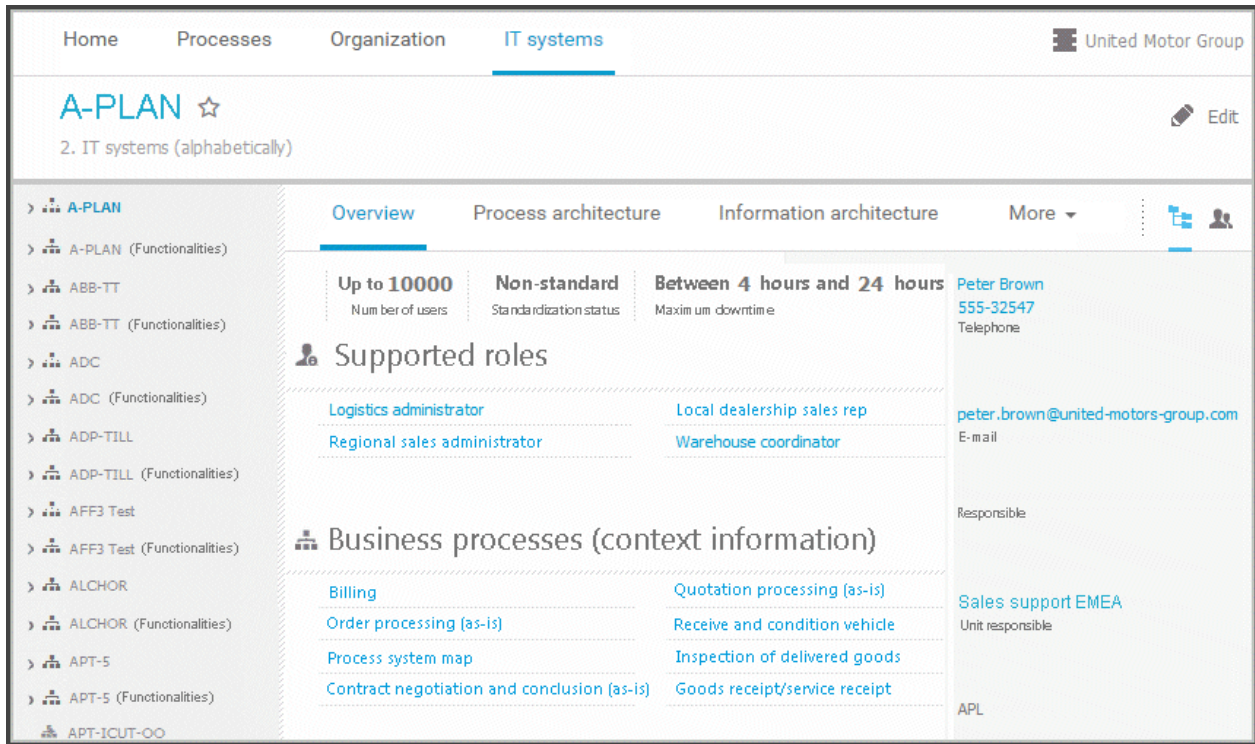 Home Processes Organization IT systems United Motor Group
A-PLAN Edit
2. IT systems (alphabetically)
A-PLAN
A-PLAN (Functionalities)
ABB-TT
ABB-TT (Functionalities)
ADC
ADC (Functionalities)
ADP-TILL
ADP-TILL (Functionalities)
AFF3 Test
AFF3 Test (Functionalities)
ALCHOR
ALCHOR (Functionalities)
APT-5
APT-5 (Functionalities)
APT-ICUT-OO
Overview Process architecture Information architecture More
Up to 10000 Non-standard Between 4 hours and 24 hours
Number of users Standardization status Maximum downtime
Supported roles
Logistics administrator Local dealership sales rep
Regional sales administrator Warehouse coordinator
Business processes (context information)
Billing Quotation processing (as-is)
Order processing (as-is) Receive and condition vehicle
Process system map Inspection of delivered goods
Contract negotiation and conclusion (as-is) Goods receipt/service receipt
Peter Brown
555-32547
Telephone
peter.brown@united-motors-group.com
E-mail
Responsible
Sales support EMEA
Unit responsible
APL